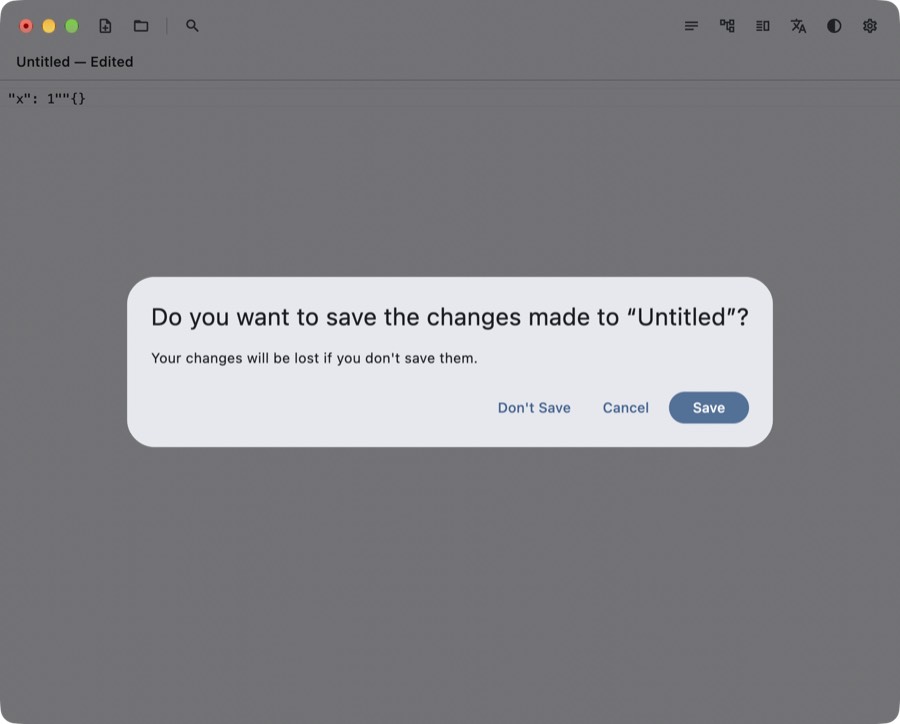 Untitled — Edited
"x": 1""{}
Do you want to save the changes made to “Untitled”?
Your changes will be lost if you don't save them.
Don't Save Cancel Save